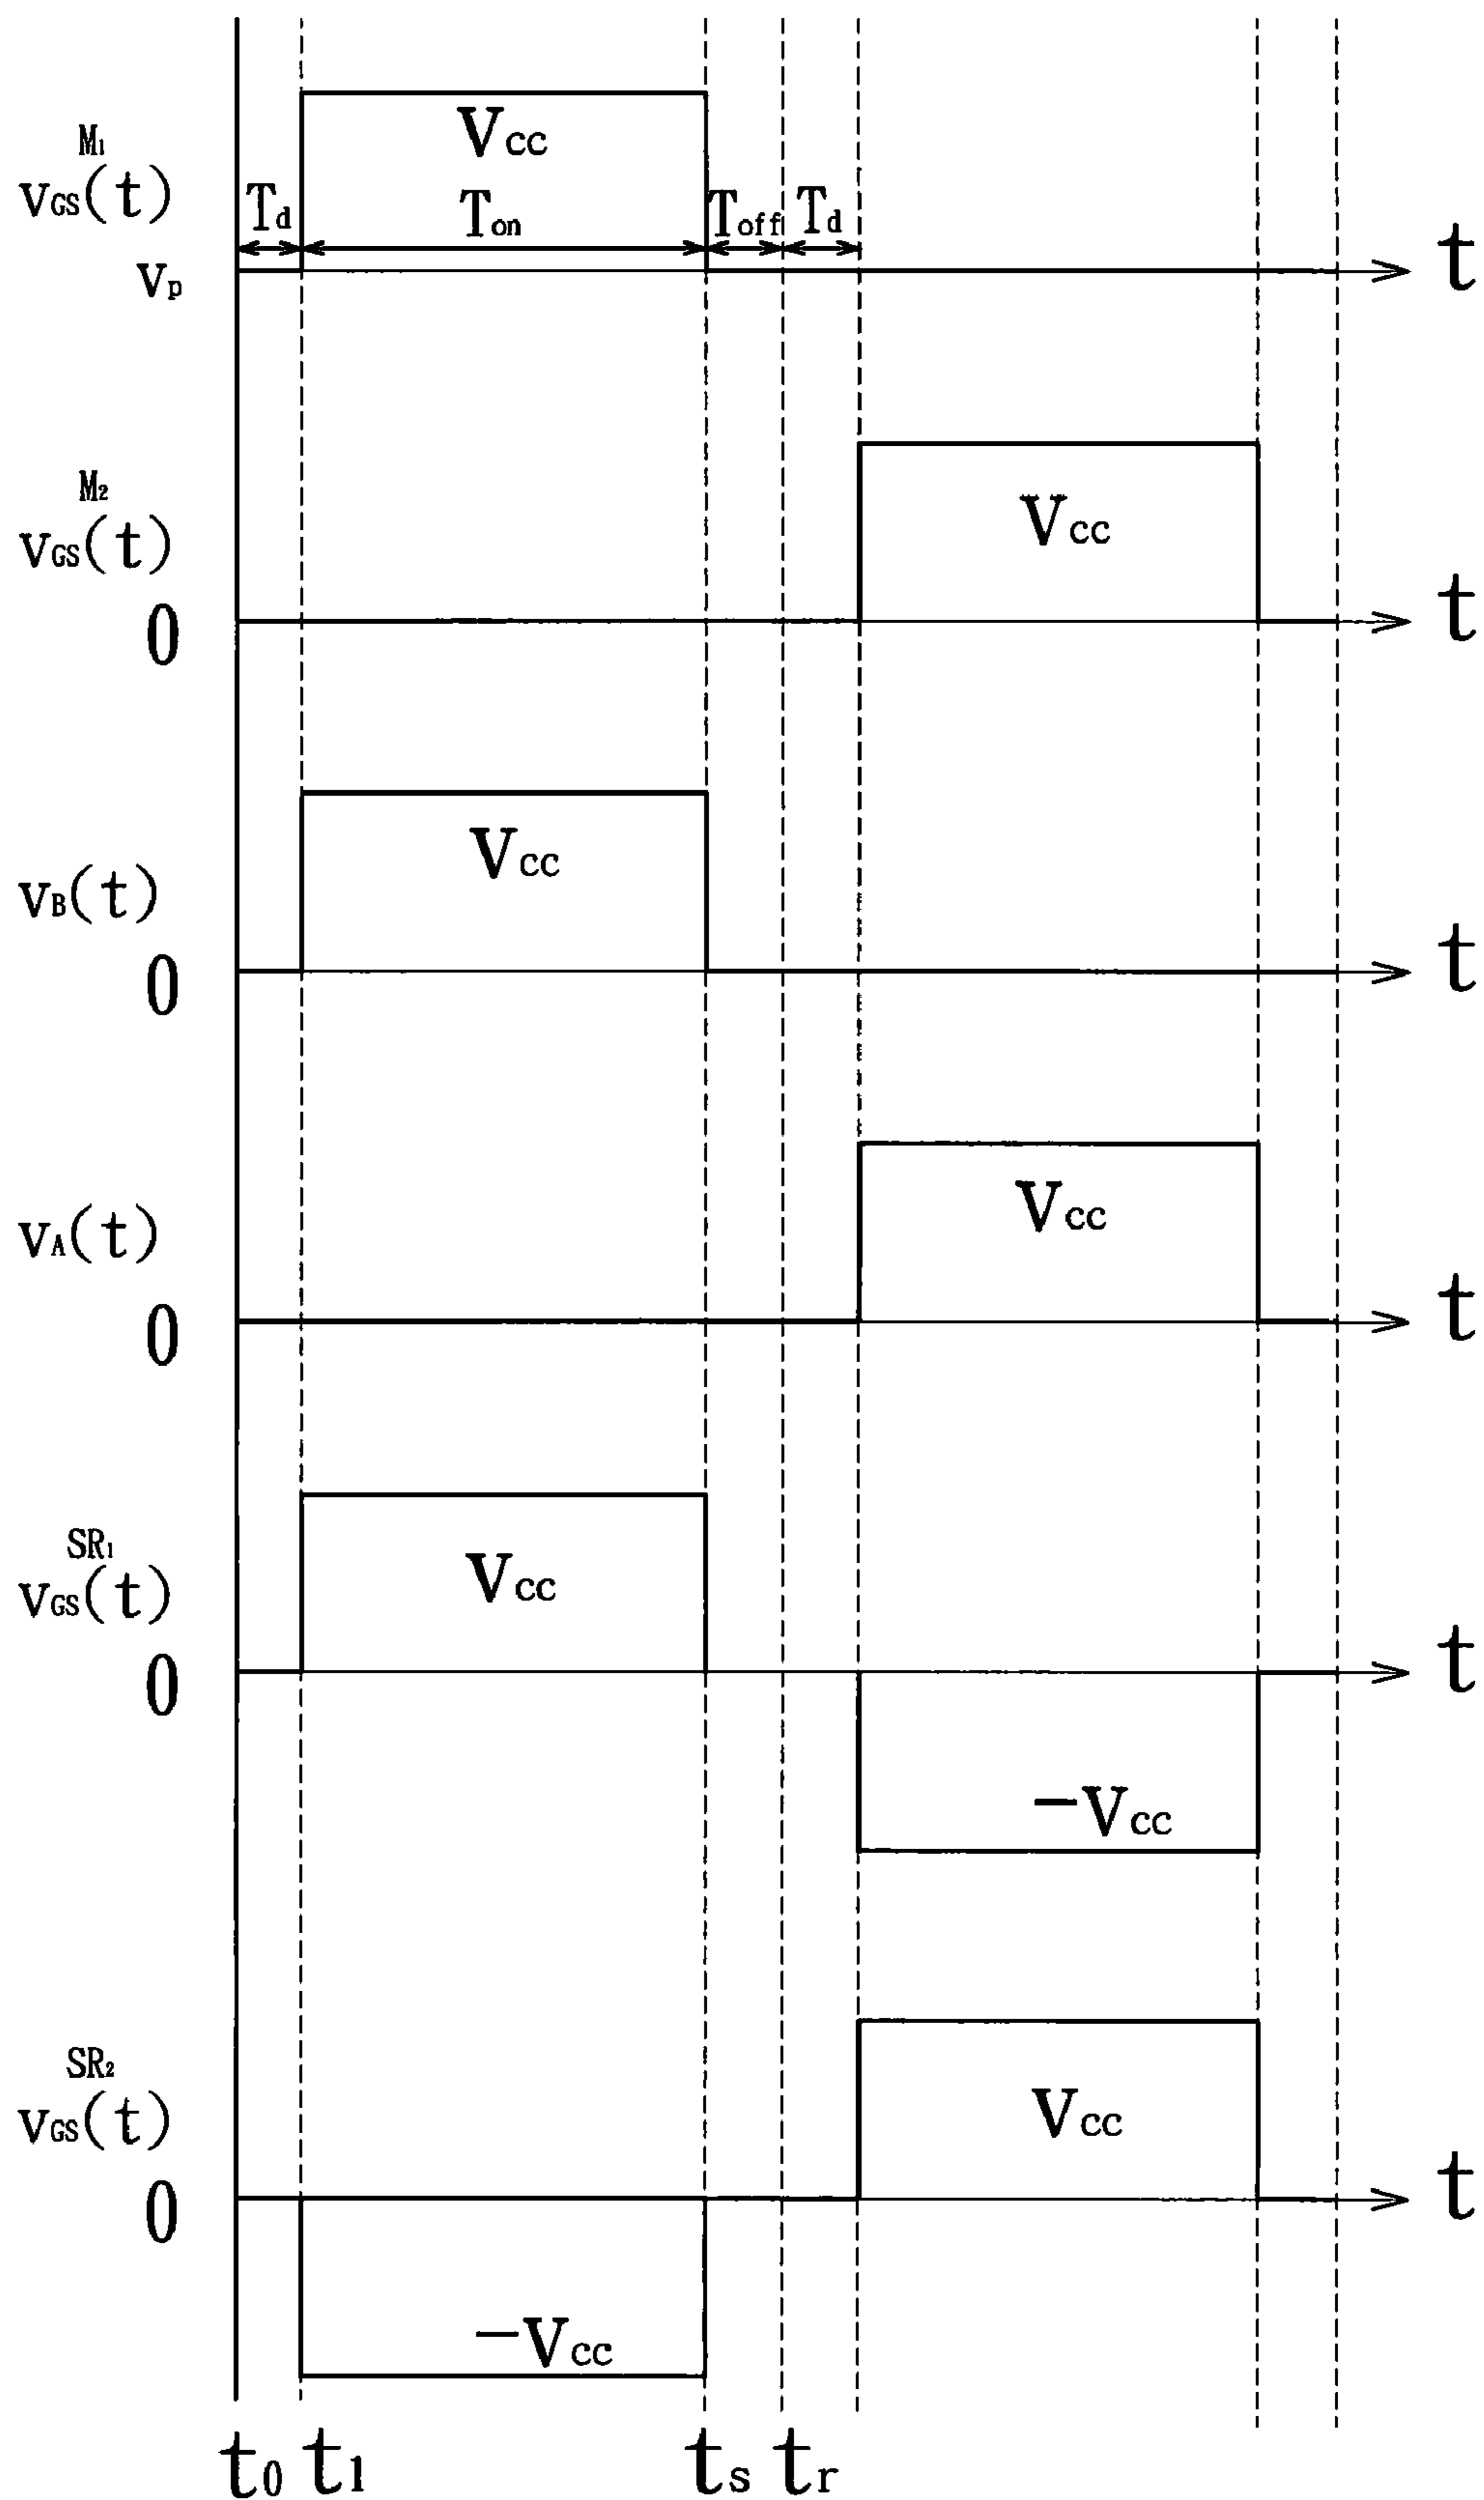 M1
vGS(t)
Vcc
Td
Ton
Toff
Td
t
vp
M2
vGS(t)
Vcc
0
t
vB(t)
Vcc
0
t
vA(t)
Vcc
0
t
SR1
vGS(t)
Vcc
0
t
-Vcc
SR2
vGS(t)
Vcc
0
t
-Vcc
t0 t1 ts tr